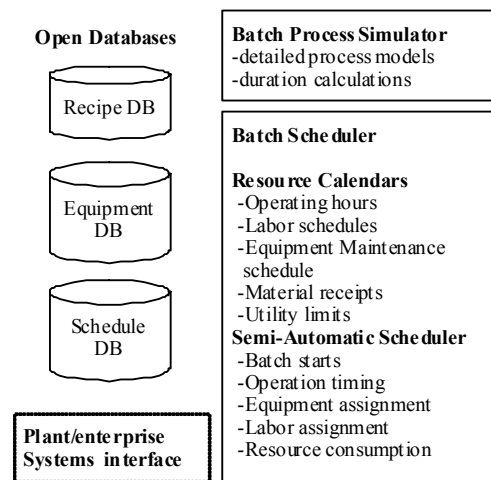 Open Databases
Recipe DB
Equipment
DB
Schedule
DB
Plant/enterprise
Systems interface
Batch Process Simulator
-detailed process models
-duration calculations
Batch Scheduler
Resource Calendars
-Operating hours
-Labor schedules
-Equipment Maintenance
schedule
-Material receipts
-Utility limits
Semi-Automatic Scheduler
-Batch starts
-Operation timing
-Equipment assignment
-Labor assignment
-Resource consumption